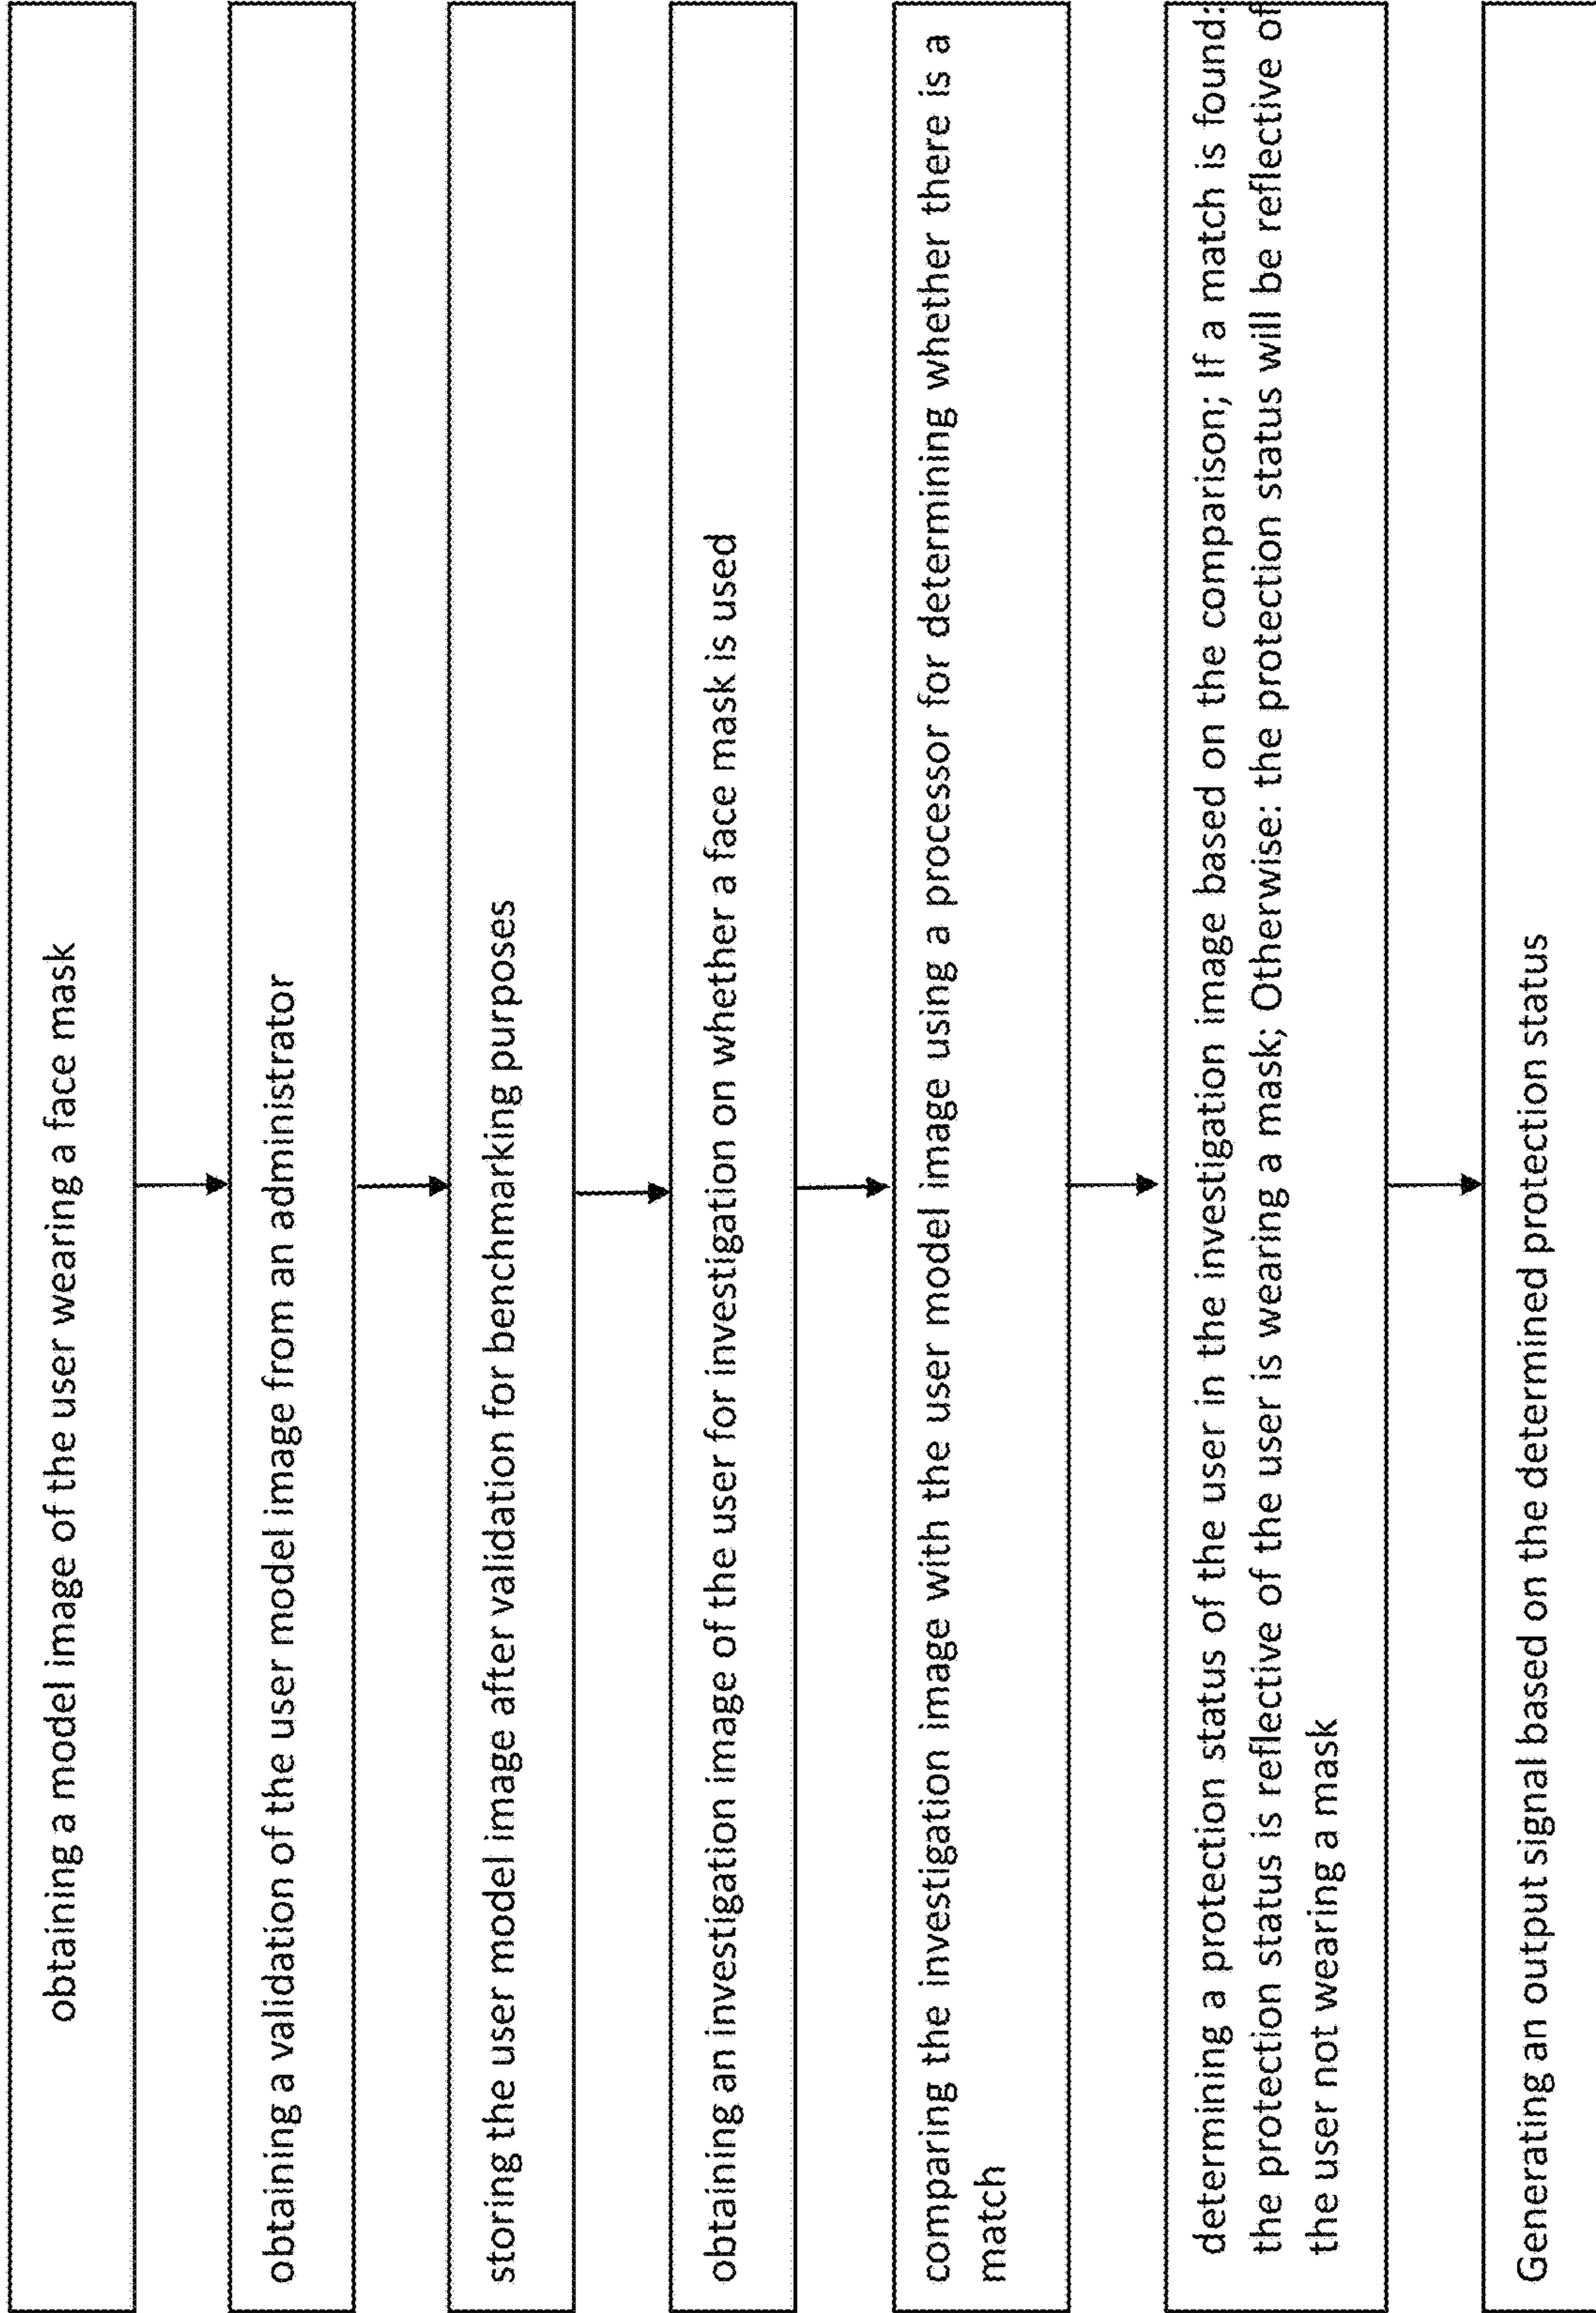 obtaining a model image of the user wearing a face mask
obtaining a validation of the user model image from an administrator
storing the user model image after validation for benchmarking purposes
obtaining an investigation image of the user for investigation on whether a face mask is used
comparing the investigation image with the user model image using a processor for determining whether there is a
match
determining a protection status of the user in the investigation image based on the comparison; If a match is found:
the protection status is reflective of the user is wearing a mask; Otherwise: the protection status will be reflective of
the user not wearing a mask
Generating an output signal based on the determined protection status